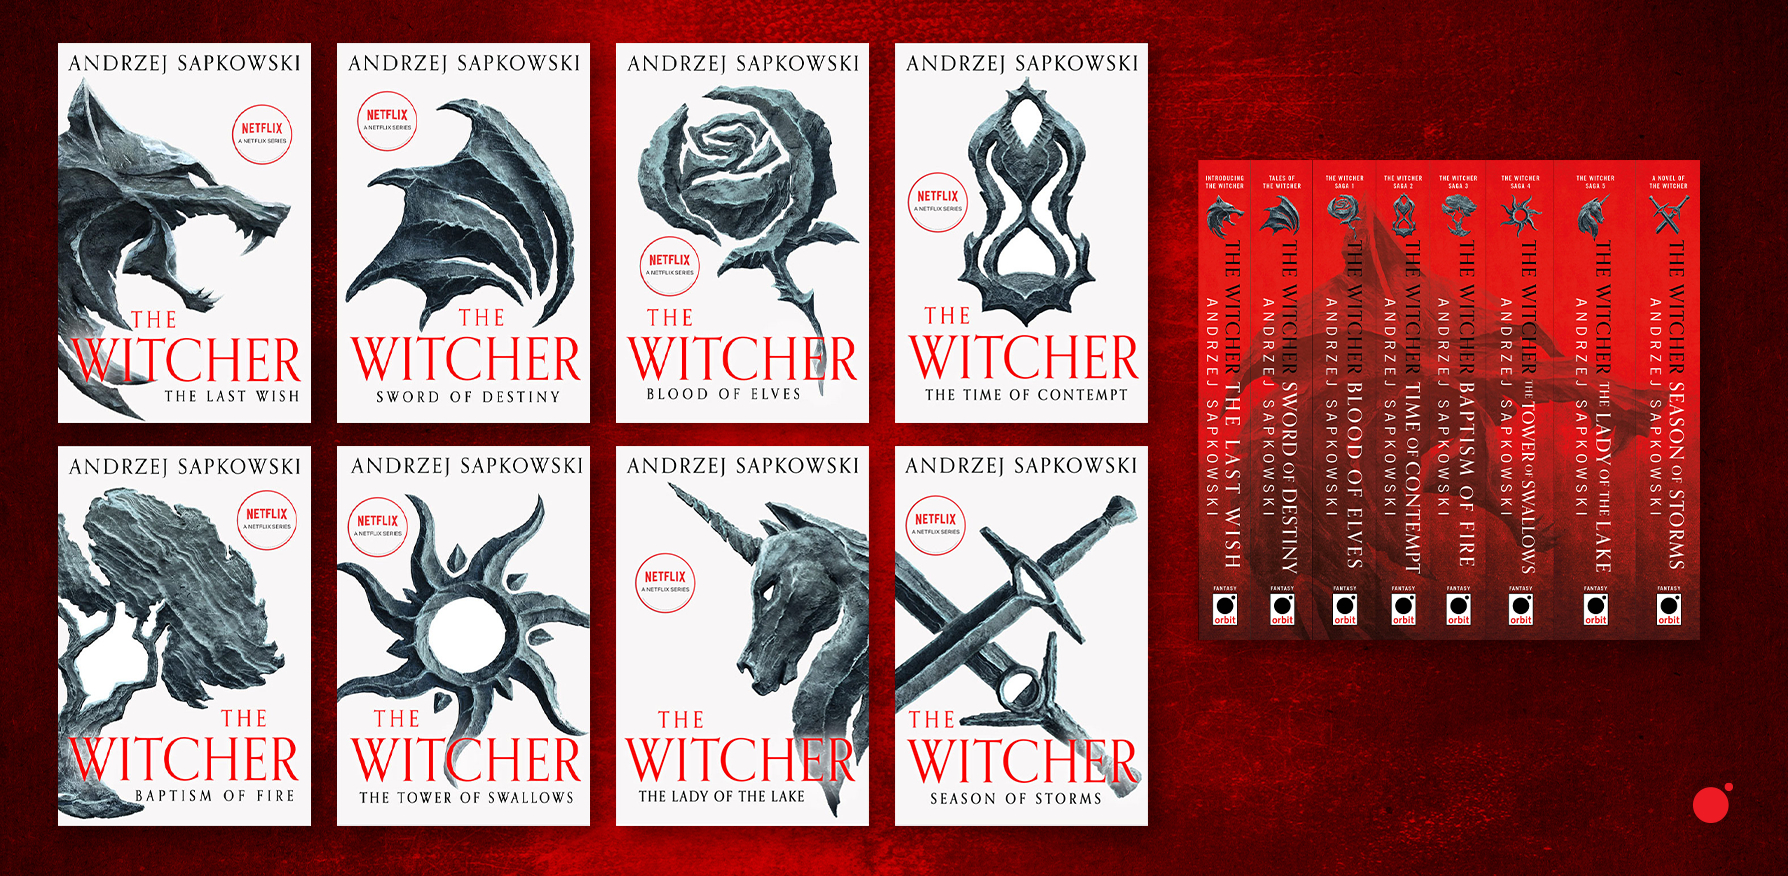 ANDRZEJ SAPKOWSKI
NETFLIX
A NETFLIX SERIES
THE
WITCHER
THE LAST WISH
ANDRZEJ SAPKOWSKI
NETFLIX
A NETFLIX SERIES
THE
WITCHER
SWORD OF DESTINY
ANDRZEJ SAPKOWSKI
NETFLIX
A NETFLIX SERIES
THE
WITCHER
BLOOD OF ELVES
ANDRZEJ SAPKOWSKI
NETFLIX
A NETFLIX SERIES
THE
WITCHER
THE TIME OF CONTEMPT
ANDRZEJ SAPKOWSKI
NETFLIX
A NETFLIX SERIES
THE
WITCHER
BAPTISM OF FIRE
ANDRZEJ SAPKOWSKI
NETFLIX
A NETFLIX SERIES
THE
WITCHER
THE TOWER OF SWALLOWS
ANDRZEJ SAPKOWSKI
NETFLIX
A NETFLIX SERIES
THE
WITCHER
THE LADY OF THE LAKE
ANDRZEJ SAPKOWSKI
NETFLIX
A NETFLIX SERIES
THE
WITCHER
SEASON OF STORMS
INTRODUCING
THE WITCHER
THE WITCHER THE LAST WISH
ANDRZEJ SAPKOWSKI
FANTASY
orbit
TALES OF
THE WITCHER
THE WITCHER SWORD OF DESTINY
ANDRZEJ SAPKOWSKI
FANTASY
orbit
THE WITCHER
SAGA 1
THE WITCHER BLOOD OF ELVES
ANDRZEJ SAPKOWSKI
FANTASY
orbit
THE WITCHER
SAGA 2
THE WITCHER TIME OF CONTEMPT
ANDRZEJ SAPKOWSKI
FANTASY
orbit
THE WITCHER
SAGA 3
THE WITCHER BAPTISM OF FIRE
ANDRZEJ SAPKOWSKI
FANTASY
orbit
THE WITCHER
SAGA 4
THE WITCHER THE TOWER OF SWALLOWS
ANDRZEJ SAPKOWSKI
FANTASY
orbit
THE WITCHER
SAGA 5
THE WITCHER THE LADY OF THE LAKE
ANDRZEJ SAPKOWSKI
FANTASY
orbit
A NOVEL OF
THE WITCHER
THE WITCHER SEASON OF STORMS
ANDRZEJ SAPKOWSKI
FANTASY
orbit